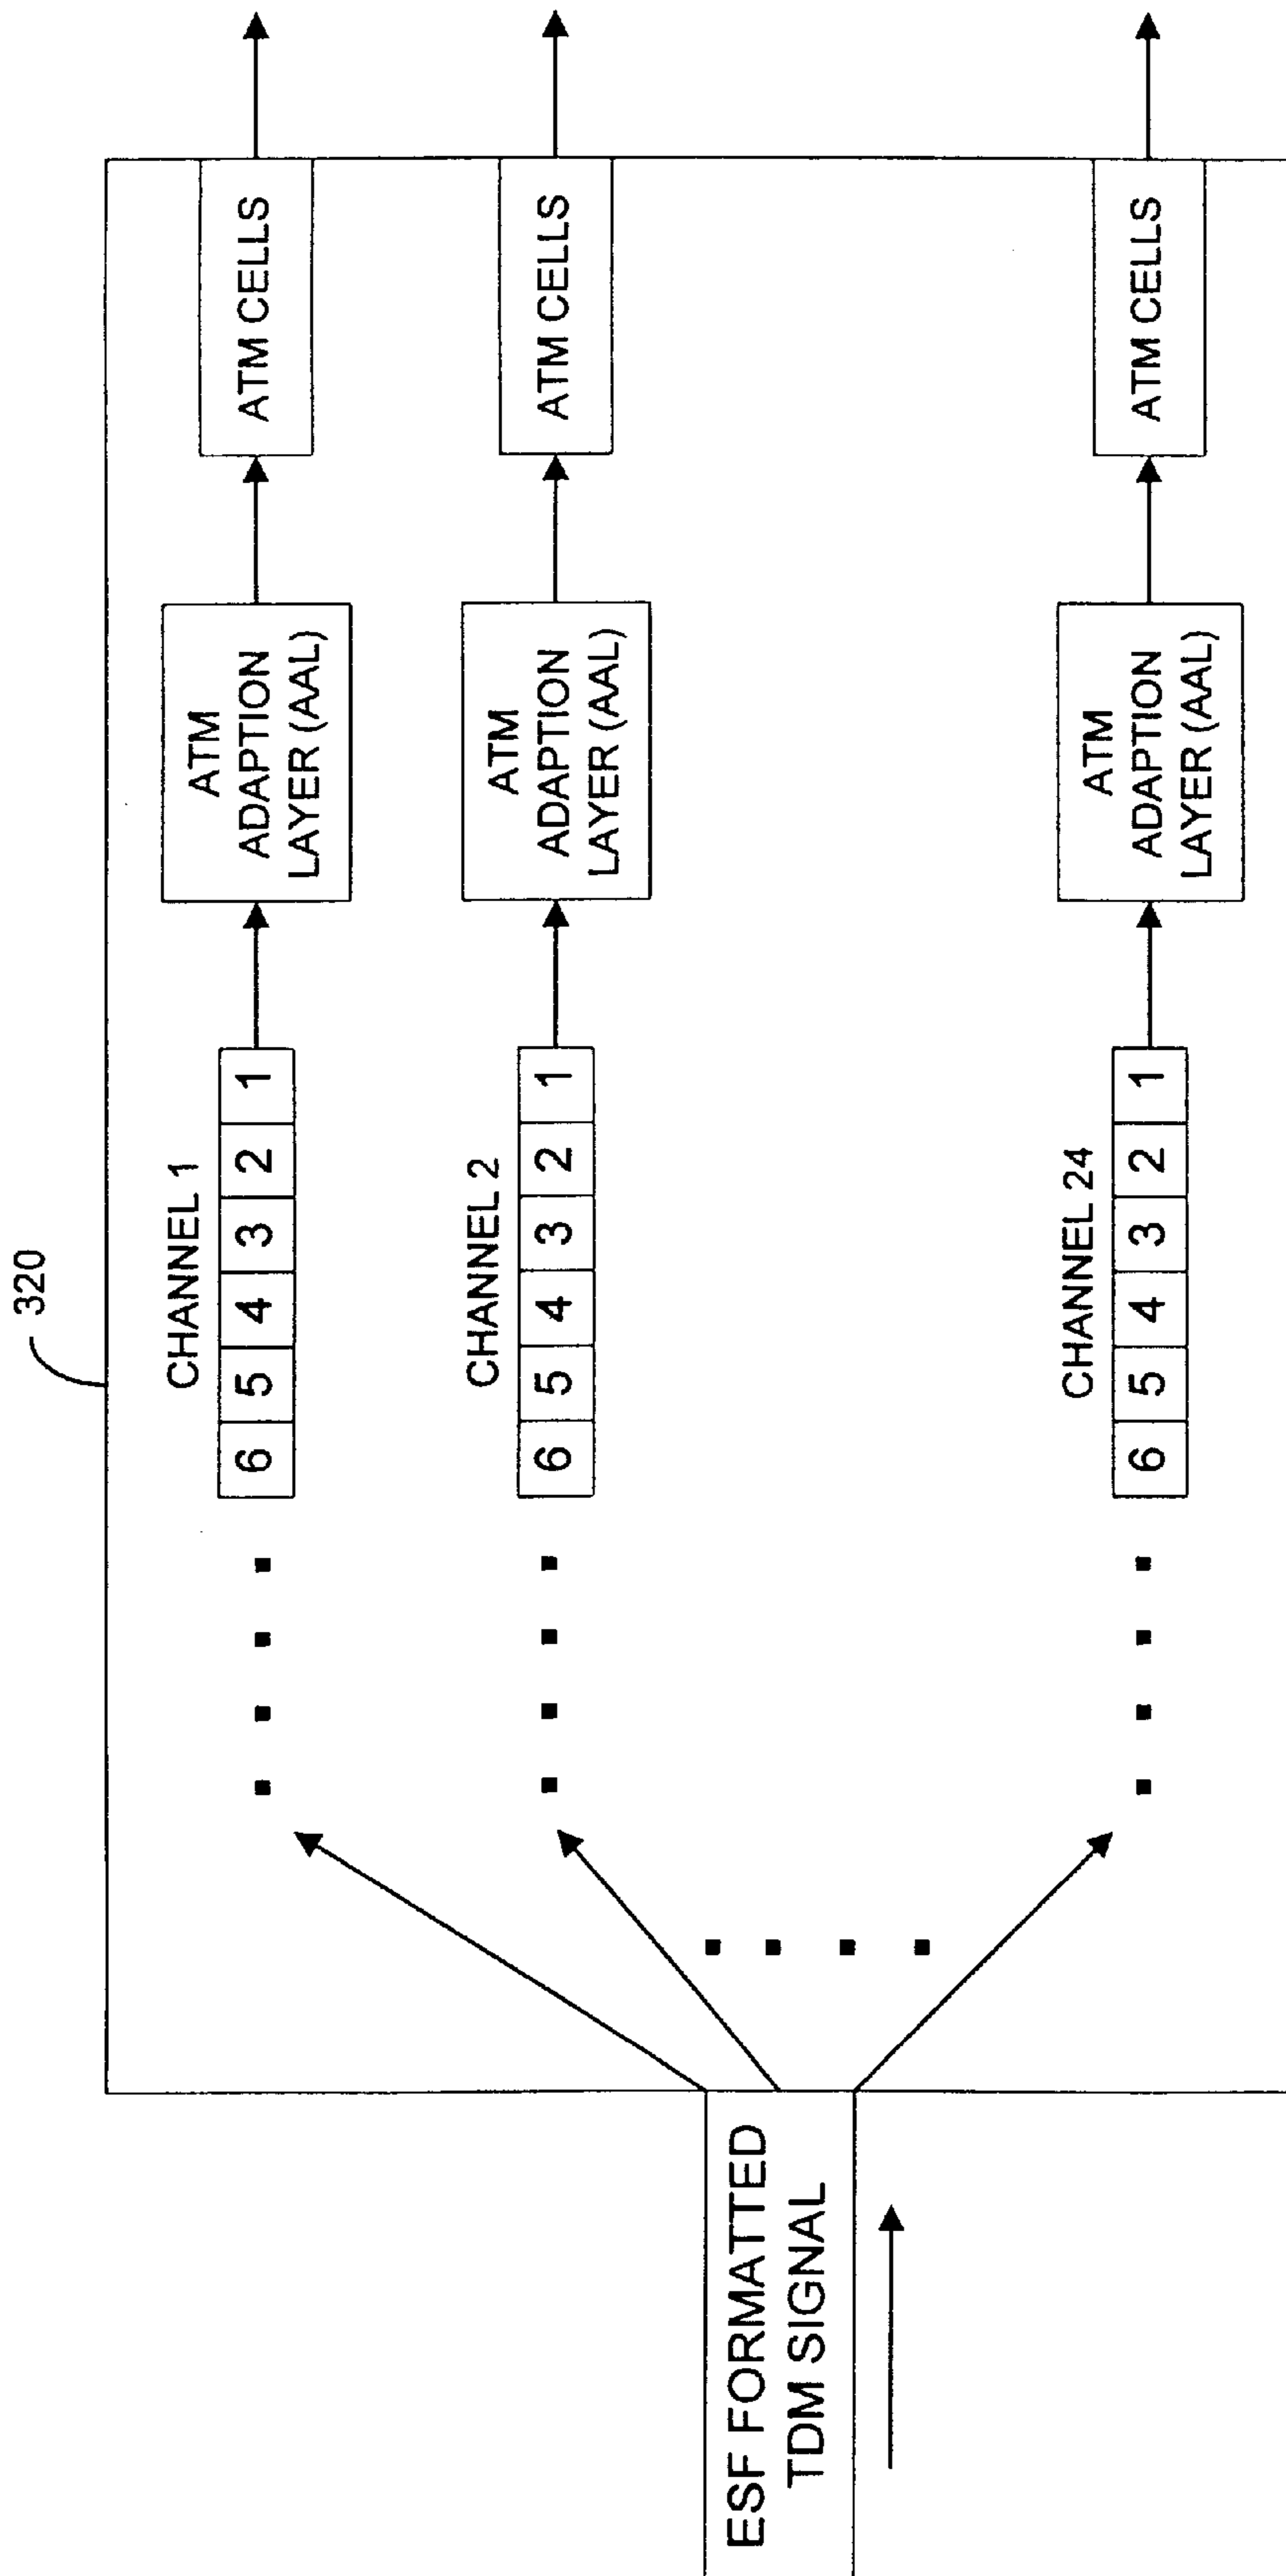 320
CHANNEL 1
6 5 4 3 2 1
ATM
ADAPTION
LAYER (AAL)
ATM CELLS
CHANNEL 2
6 5 4 3 2 1
ATM
ADAPTION
LAYER (AAL)
ATM CELLS
ESF FORMATTED
TDM SIGNAL
CHANNEL 24
6 5 4 3 2 1
ATM
ADAPTION
LAYER (AAL)
ATM CELLS